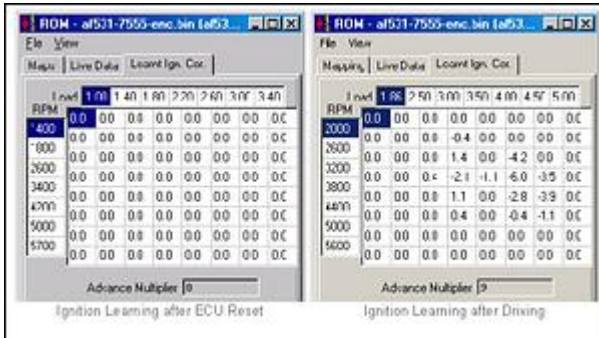 ROM - af531-7555-enc.bin (af53...
File View
Maps Live Data Learnt Ign. Cor.
Load 1.00 1.40 1.80 2.20 2.60 3.00 3.40
RPM
1400 0.0 0.0 0.0 0.0 0.0 0.0 0.0
1800 0.0 0.0 0.0 0.0 0.0 0.0 0.0
2600 0.0 0.0 0.0 0.0 0.0 0.0 0.0
3400 0.0 0.0 0.0 0.0 0.0 0.0 0.0
4200 0.0 0.0 0.0 0.0 0.0 0.0 0.0
5000 0.0 0.0 0.0 0.0 0.0 0.0 0.0
5700 0.0 0.0 0.0 0.0 0.0 0.0 0.0
Advance Multiplier 0
Ignition Learning after ECU Reset
ROM - af531-7555-enc.bin (af53...
File View
Mapping Live Data Learnt Ign. Cor.
Load 1.86 2.50 3.00 3.50 4.00 4.50 5.00
RPM 0.0 0.0 0.0 0.0 0.0 0.0
2000 0.0 0.0 0.0 -0.4 0.0 0.0 0.0
2600 0.0 0.0 0.0 1.4 0.0 -4.2 0.0
3200 0.0 0.0 -2.1 -1.1 -6.0 -3.5
3800 0.0 0.0 0.0 1.1 0.0 -2.8 -3.9
4400 0.0 0.0 0.0 0.4 0.0 -0.4 -1.1
5000 0.0 0.0 0.0 0.0 0.0 0.0 0.0
5600 0.0 0.0 0.0 0.0 0.0 0.0 0.0
Advance Multiplier 9
Ignition Learning after Driving